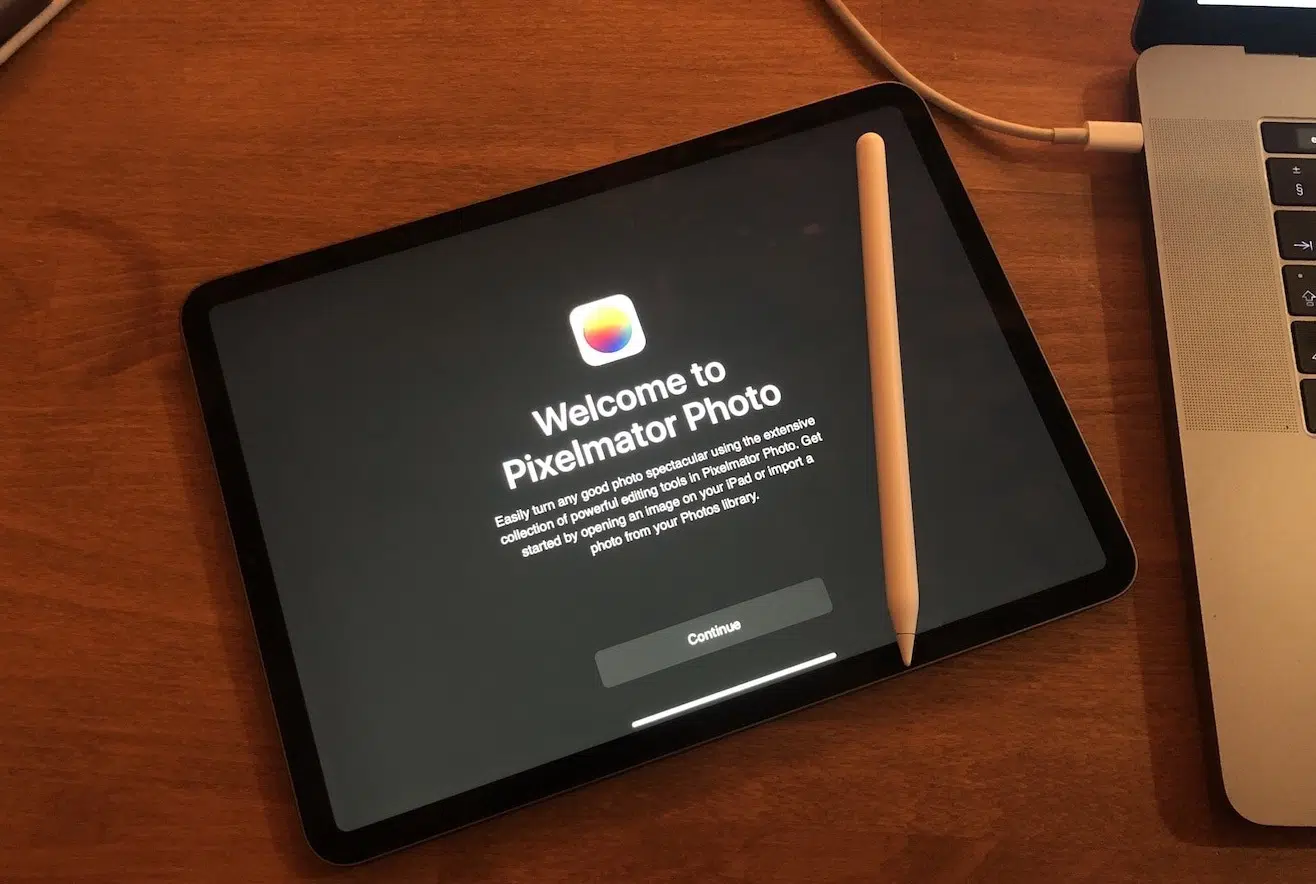 Welcome to
Pixelmator Photo
Easily turn any good photo spectacular using the extensive
collection of powerful editing tools in Pixelmator Photo. Get
started by opening an image on your iPad or import a
photo from your Photos library.
Continue
±
§